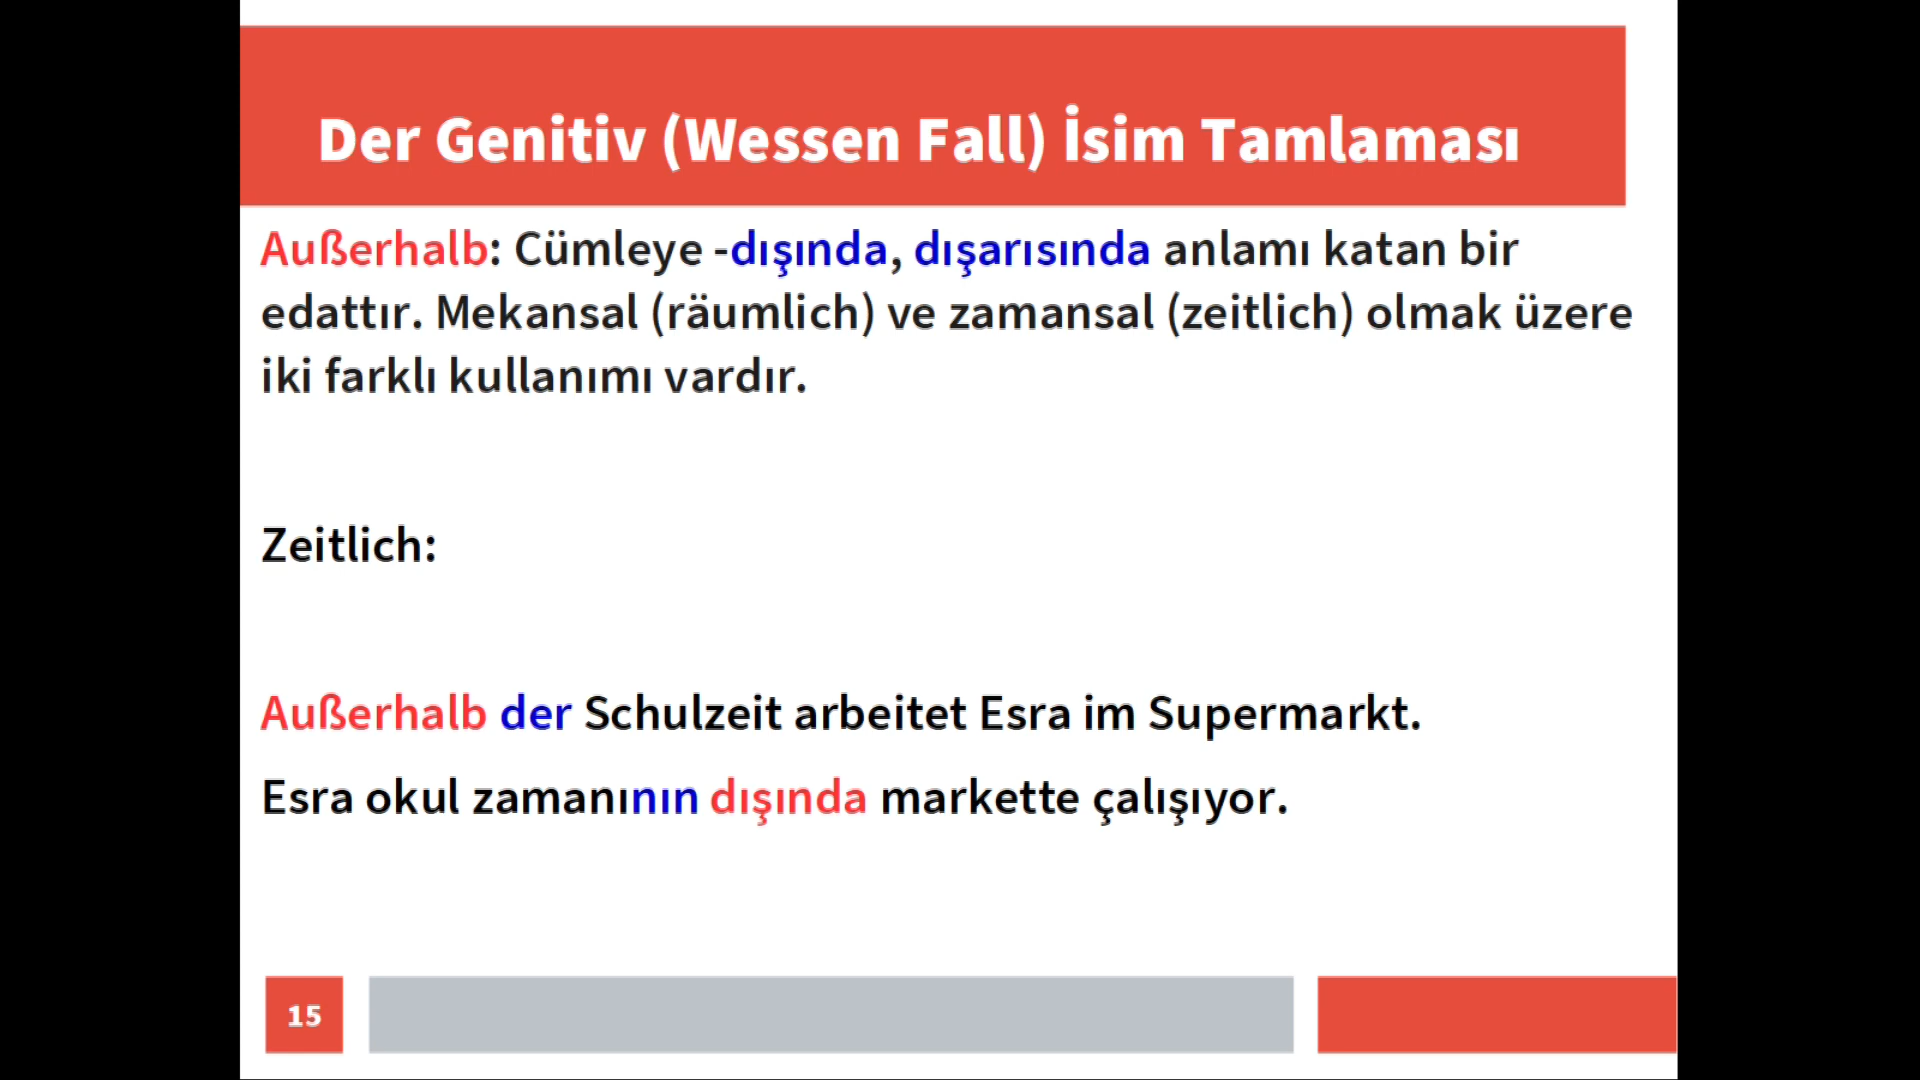 Der Genitiv (Wessen Fall) İsim Tamlaması
Außerhalb: Cümleye -dışında, dışarısında anlamı katan bir
edattır. Mekansal (räumlich) ve zamansal (zeitlich) olmak üzere
iki farklı kullanımı vardır.
Zeitlich:
Außerhalb der Schulzeit arbeitet Esra im Supermarkt.
Esra okul zamanının dışında markette çalışıyor.
15